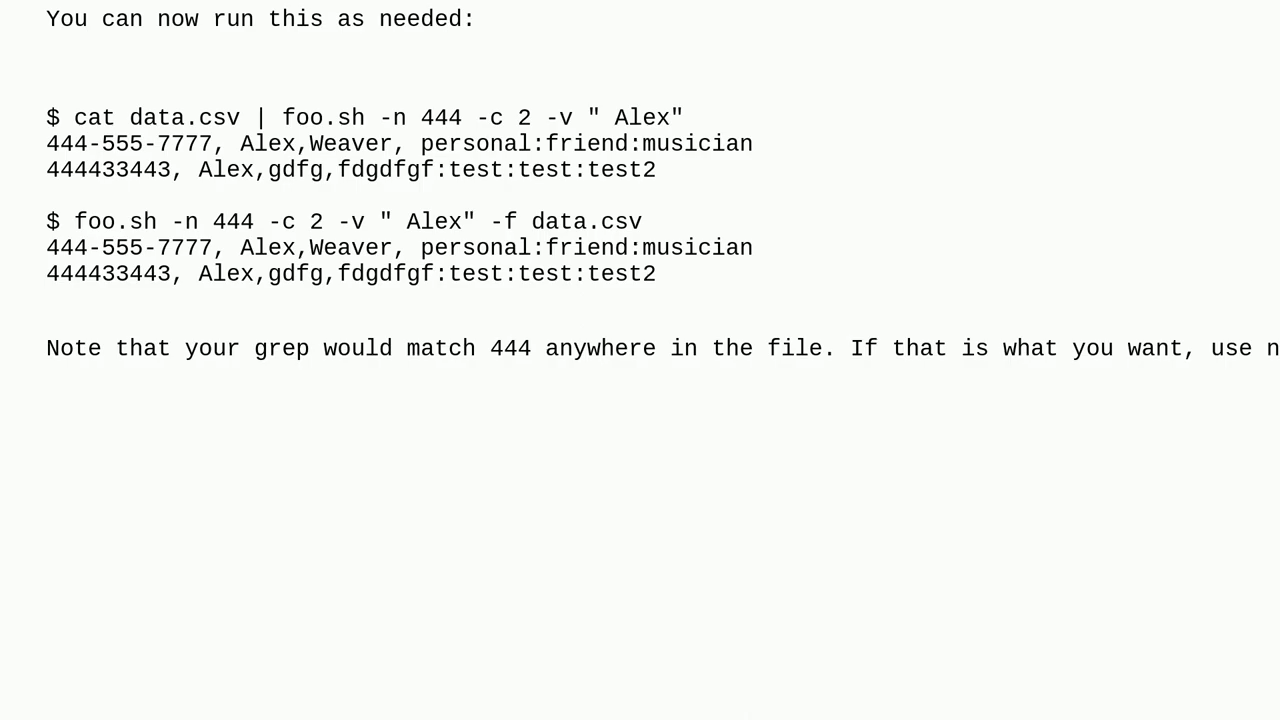 You can now run this as needed:
$ cat data.csv | foo.sh -n 444 -c 2 -v " Alex"
444-555-7777, Alex,Weaver, personal:friend:musician
444433443, Alex,gdfg,fdgdfgf:test:test:test2
$ foo.sh -n 444 -c 2 -v " Alex" -f data.csv
444-555-7777, Alex,Weaver, personal:friend:musician
444433443, Alex,gdfg,fdgdfgf:test:test:test2
Note that your grep would match 444 anywhere in the file. If that is what you want, use